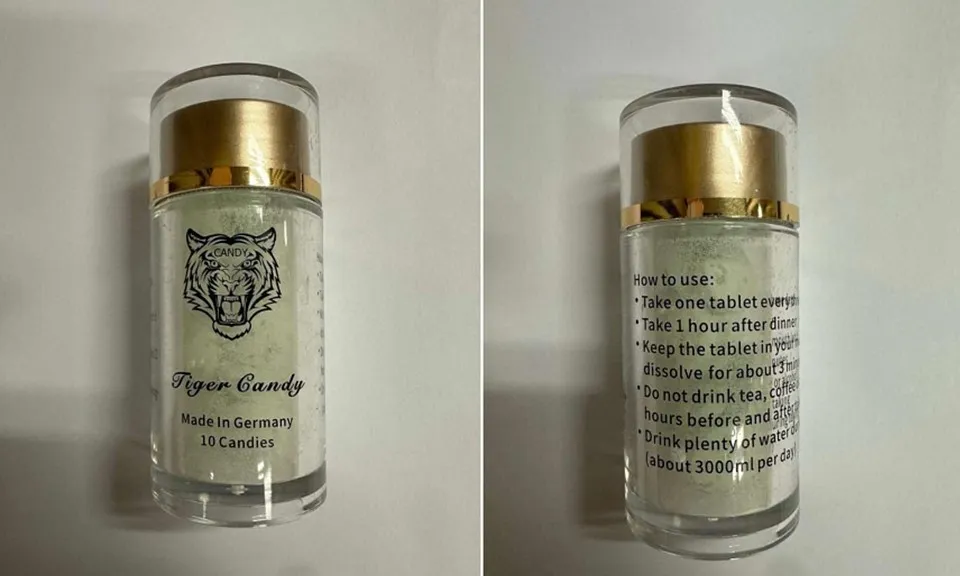 CANDY
Tiger Candy
Made In Germany
10 Candies
How to use:
• Take one tablet every
• Take 1 hour after dinner
• Keep the tablet in your
dissolve for about 3
• Do not drink tea, coffee
hours before and after
• Drink plenty of water
(about 3000ml per day)